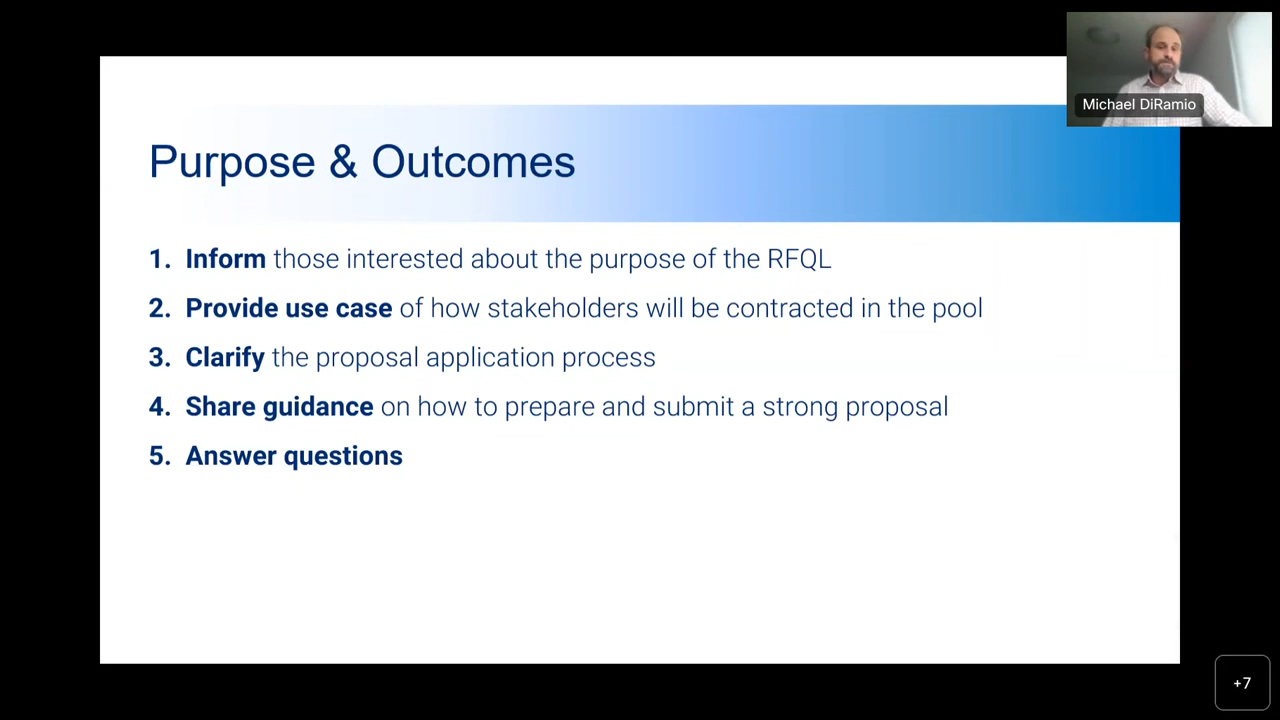 Michael DiRamio
Purpose & Outcomes
1. Inform those interested about the purpose of the RFQL
2. Provide use case of how stakeholders will be contracted in the pool
3. Clarify the proposal application process
4. Share guidance on how to prepare and submit a strong proposal
5. Answer questions
+7